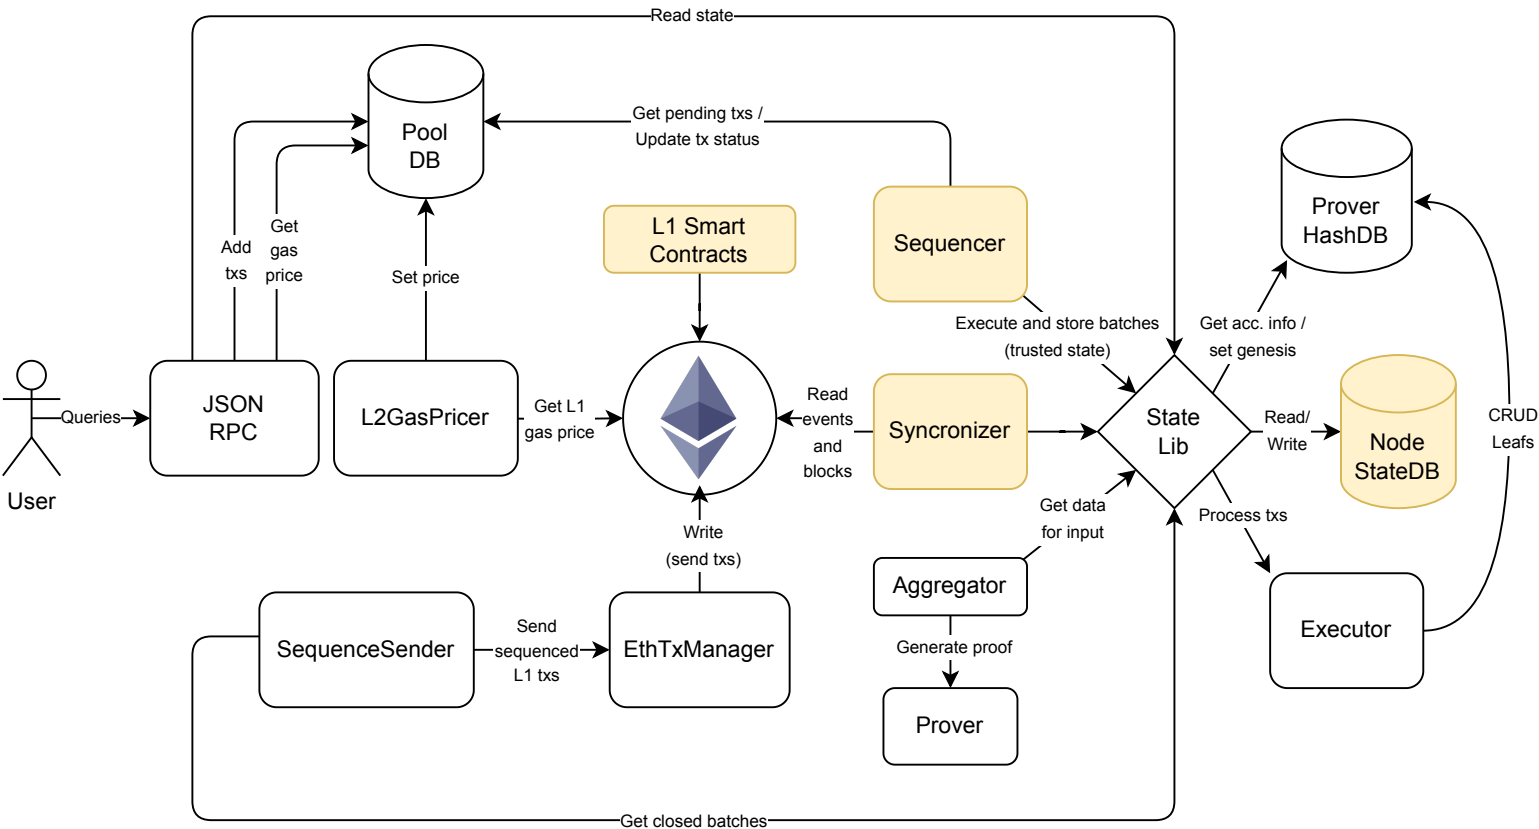 Read state
Pool
DB
Get pending txs /
Update tx status
Prover
HashDB
L1 Smart
Contracts
Sequencer
Add
txs
Get
gas
price
Set price
Execute and store batches
(trusted state)
Get acc. info /
set genesis
User
Queries
JSON
RPC
L2GasPricer
Get L1
gas price
Read
events
and
blocks
Syncronizer
State
Lib
Read/
Write
Node
StateDB
CRUD
Leafs
Write
(send txs)
Get data
for input
Process txs
Aggregator
Generate proof
Prover
Executor
SequenceSender
Send
sequenced
L1 txs
EthTxManager
Get closed batches